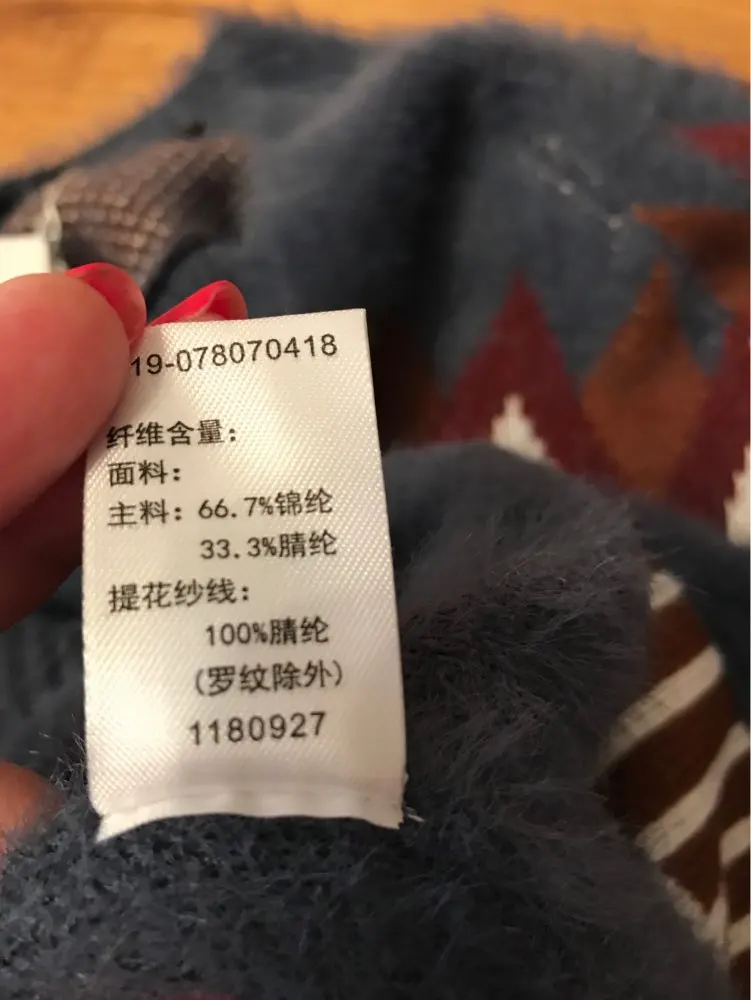 19-078070418
纤维含量：
面料：
主料：66.7%锦纶
33.3%腈纶
提花纱线：
100%腈纶
(罗纹除外)
1180927